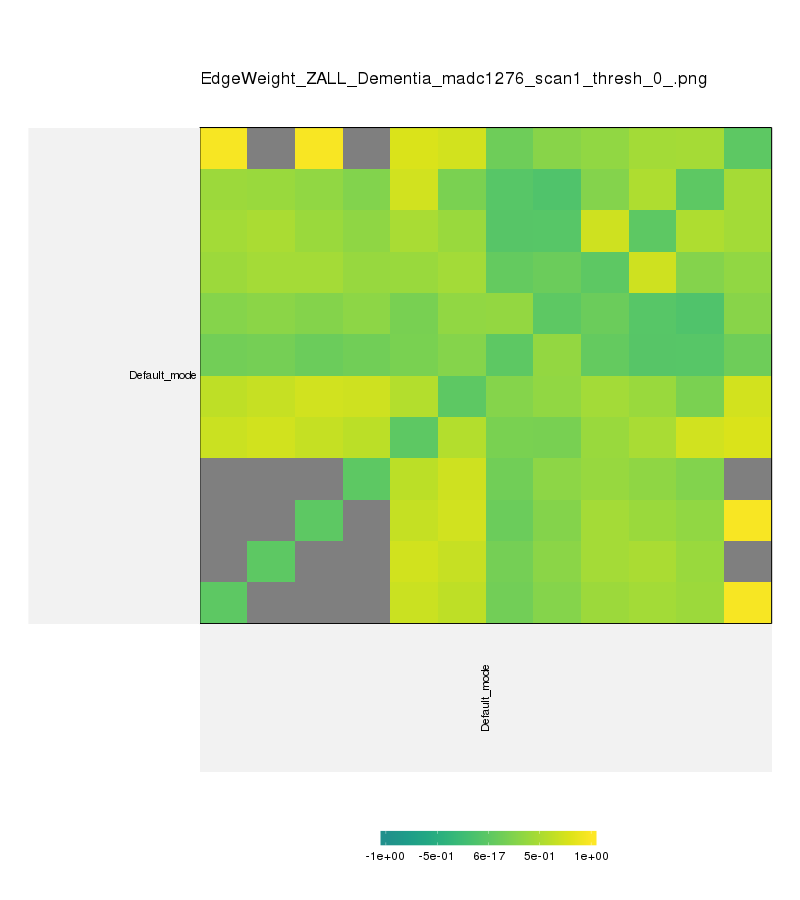 EdgeWeight_ZALL_Dementia_madc1276_scan1_thresh_0_.png
Default_mode
Default_mode
-1e+00 -5e-01 6e-17 5e-01 1e+00